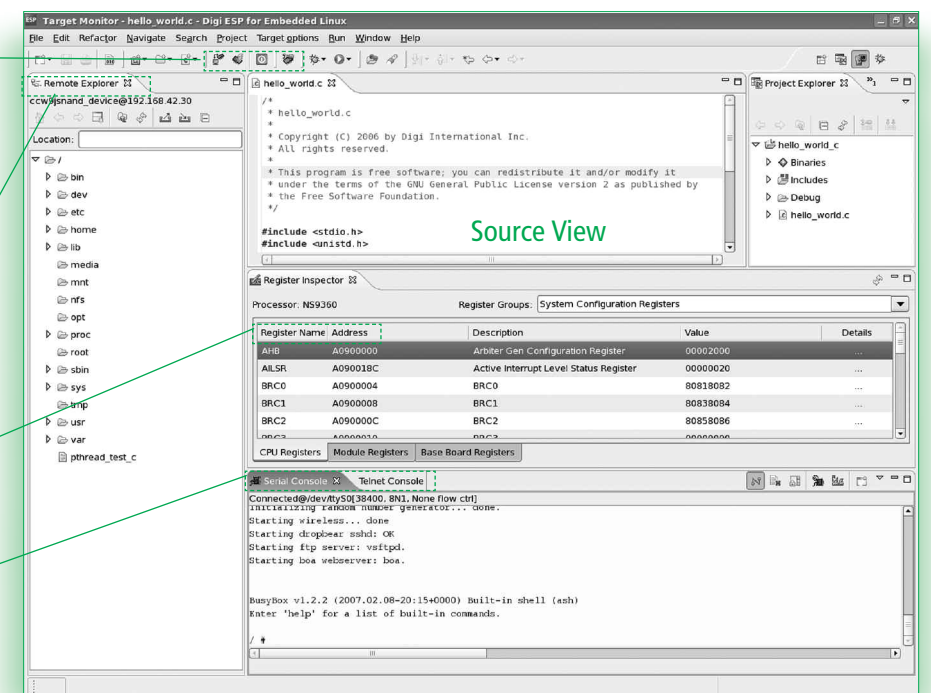 Target Monitor - hello_world.c - Digi ESP for Embedded Linux
File Edit Refactor Navigate Search Project Target options Run Window Help
Remote Explorer
ccw9jsnand_device@192.168.42.30
Location:
/
bin
dev
etc
home
lib
media
mnt
nfs
opt
proc
root
sbin
sys
tmp
usr
var
pthread_test_c
hello_world.c
/*
* hello_world.c
*
* Copyright (C) 2006 by Digi International Inc.
* All rights reserved.
*
* This program is free software; you can redistribute it and/or modify it
* under the terms of the GNU General Public License version 2 as published by
* the Free Software Foundation.
*/
#include <stdio.h>
#include <unistd.h>
Source View
Project Explorer
hello_world_c
Binaries
Includes
Debug
hello_world.c
Register Inspector
Processor: NS9360 Register Groups: System Configuration Registers
Register Name Address Description Value Details
AHB A0900000 Arbiter Gen Configuration Register 00002000 ...
AILSR A090018C Active Interrupt Level Status Register 00000020 ...
BRC0 A0900004 BRC0 80818082 ...
BRC1 A0900008 BRC1 80838084 ...
BRC2 A090000C BRC2 80858086 ...
CPU Registers Module Registers Base Board Registers
Serial Console Telnet Console
Connected@/dev/ttyS0[38400, 8N1, None flow ctrl]
Initializing random number generator... done.
Starting wireless... done
Starting dropbear sshd: OK
Starting ftp server: vsftpd.
Starting boa webserver: boa.
BusyBox v1.2.2 (2007.02.08-20:15+0000) Built-in shell (ash)
Enter 'help' for a list of built-in commands.
/ #